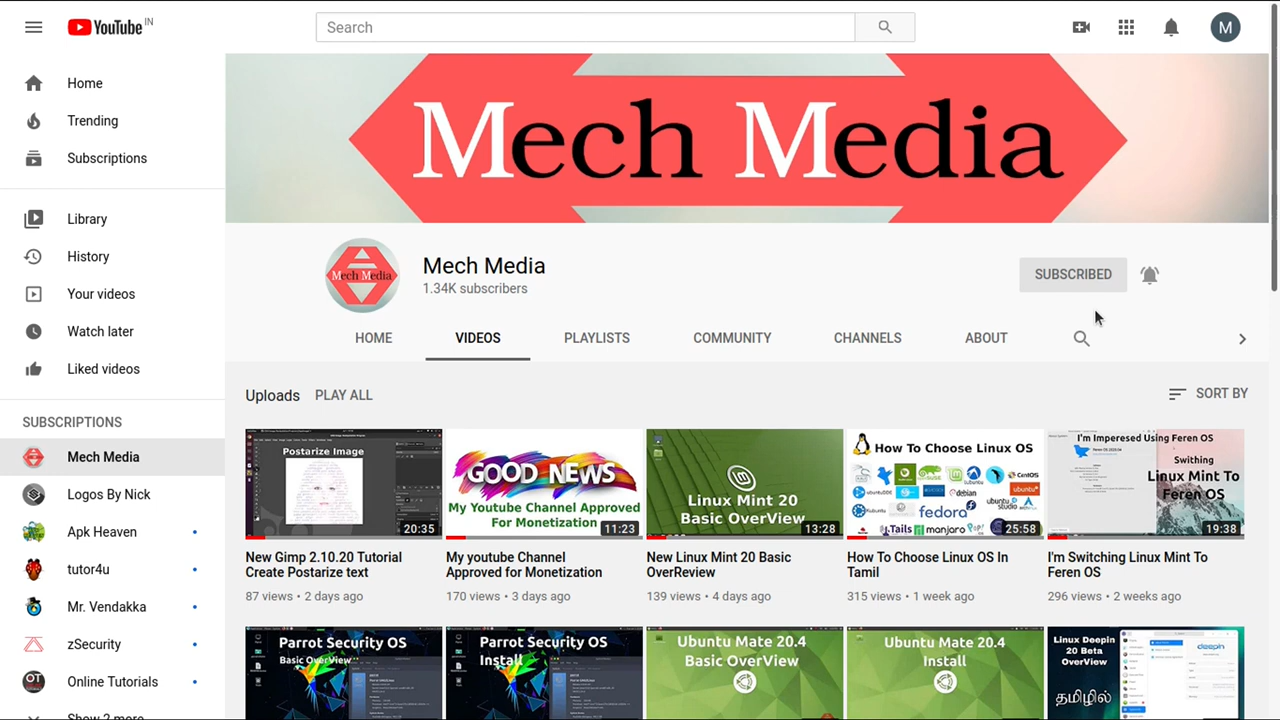 YouTube IN
Search
M
Home
Trending
Subscriptions
Library
History
Your videos
Watch later
Liked videos
SUBSCRIPTIONS
Mech Media
Logos By Nick
Apk Heaven
tutor4u
Mr. Vendakka
zSecurity
Online Tutorials
Mech Media
Mech Media
Mech Media
1.34K subscribers
SUBSCRIBED
HOME VIDEOS PLAYLISTS COMMUNITY CHANNELS ABOUT
Uploads PLAY ALL
SORT BY
Postarize Image
20:35
New Gimp 2.10.20 Tutorial
Create Postarize text
87 views • 2 days ago
GOOD NEWS
My Youtube Channel Approved
For Monetization
11:23
My youtube Channel
Approved for Monetization
170 views • 3 days ago
Linux Mint 20
Basic OverView
13:28
New Linux Mint 20 Basic
OverReview
139 views • 4 days ago
How To Choose Linux OS
CentOS
debian
ubuntu
fedora
Tails
manjaro
25:58
How To Choose Linux OS In
Tamil
315 views • 1 week ago
I'm Imperesed Using Feren OS
Swithing
Linux Mint To
Feren OS
19:38
I'm Switching Linux Mint To
Feren OS
296 views • 2 weeks ago
Parrot Security OS
Basic OverView
Parrot Security OS
Install
Ubuntu Mate 20.4
Basic OverView
Ubuntu Mate 20.4
Install
Linux Deepin
20 Beta
OverView
தமிழில்
deepin